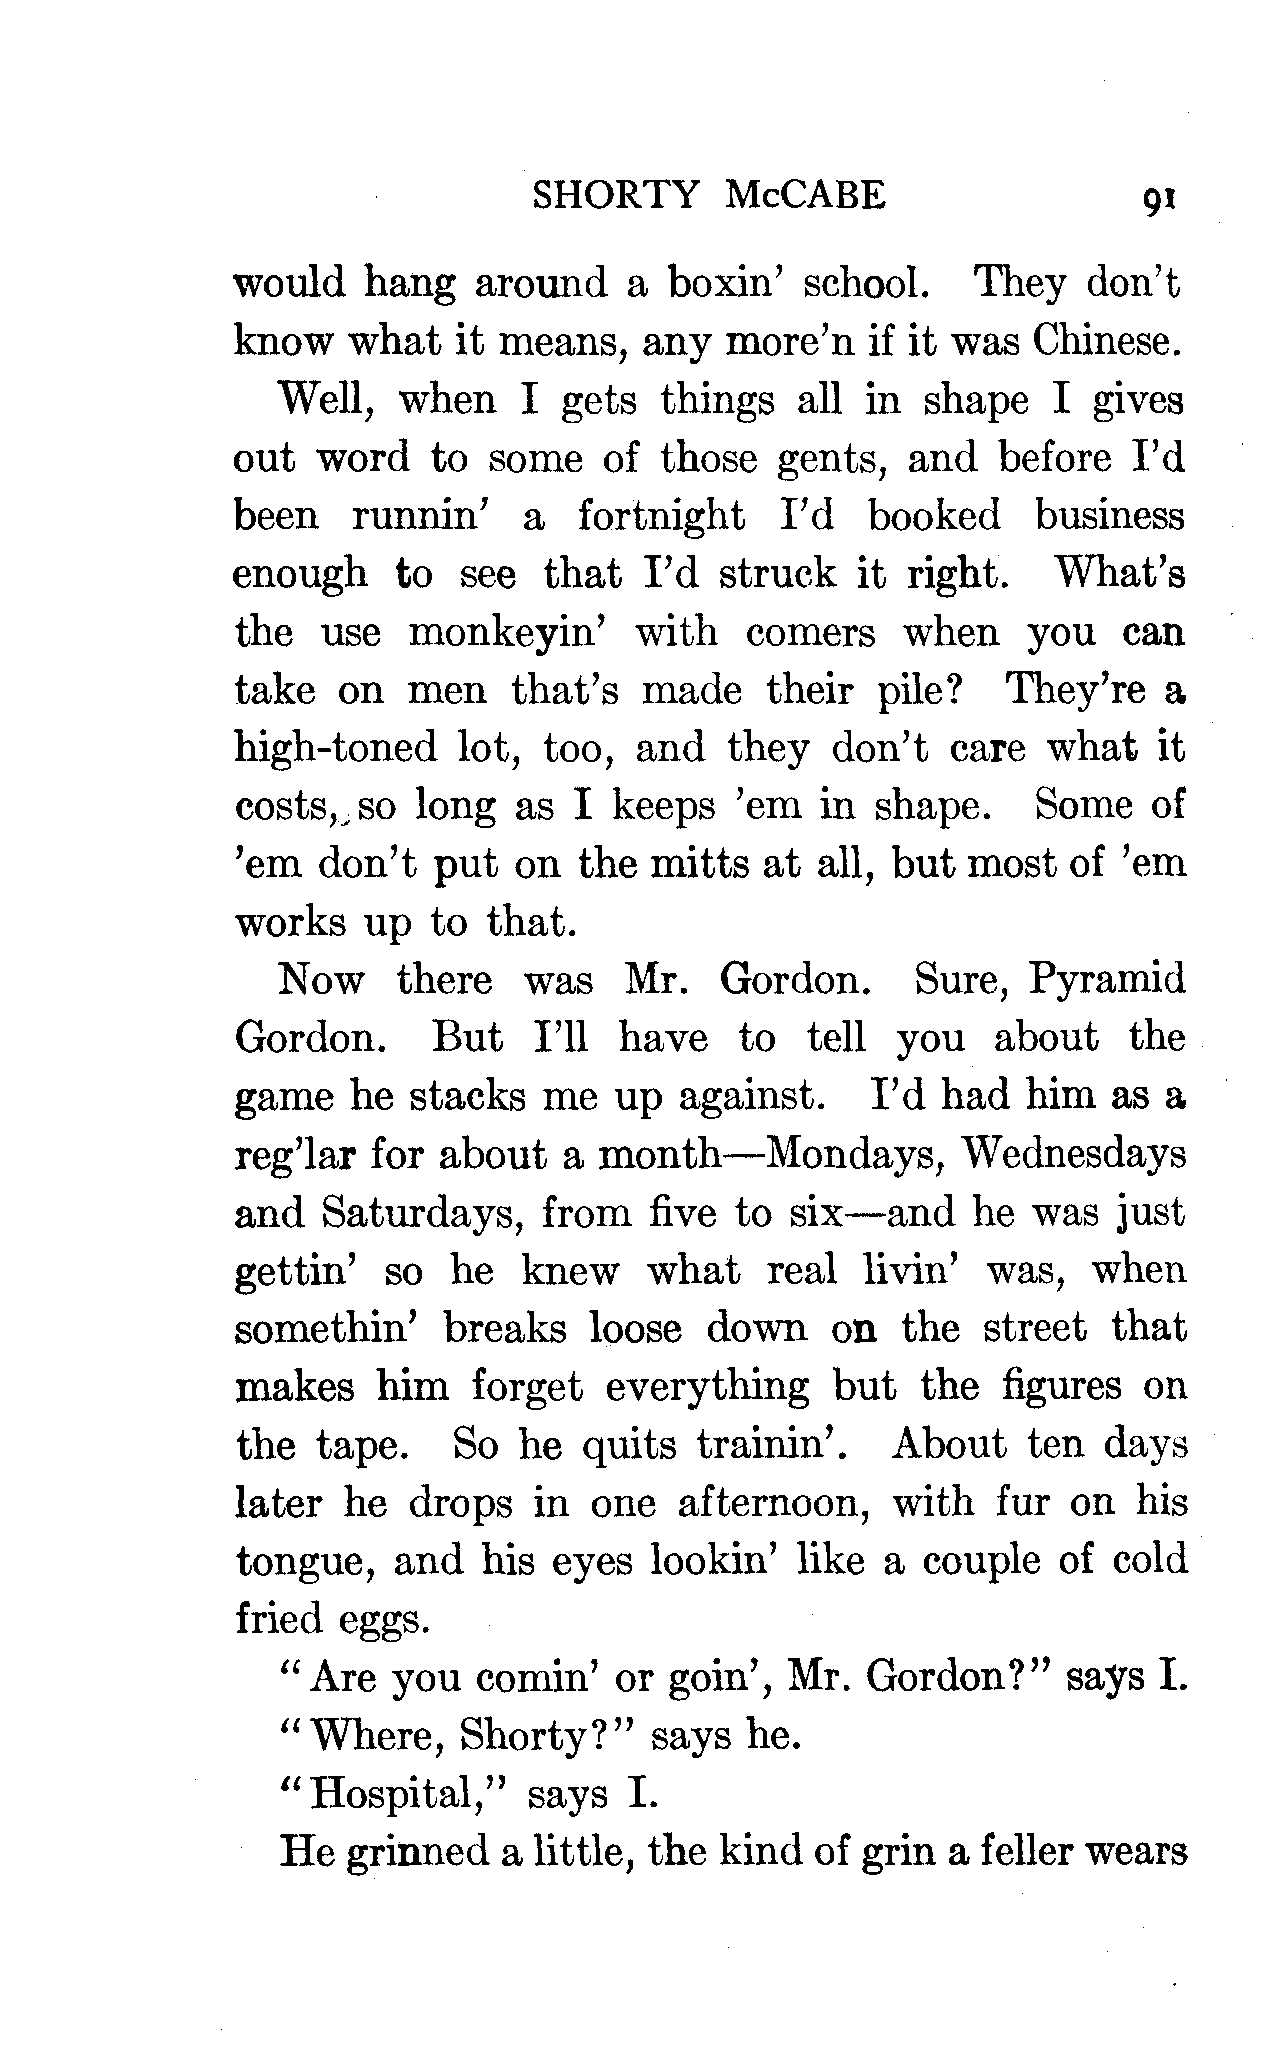 SHORTY McCABE 91
would hang around a boxin' school. They don't
know what it means, any more'n if it was Chinese.
Well, when I gets things all in shape I gives
out word to some of those gents, and before I'd
been runnin' a fortnight I'd booked business
enough to see that I'd struck it right. What's
the use monkeyin' with comers when you can
take on men that's made their pile? They're a
high-toned lot, too, and they don't care what it
costs, so long as I keeps 'em in shape. Some of
'em don't put on the mitts at all, but most of 'em
works up to that.
Now there was Mr. Gordon. Sure, Pyramid
Gordon. But I'll have to tell you about the
game he stacks me up against. I'd had him as a
reg'lar for about a month—Mondays, Wednesdays
and Saturdays, from five to six—and he was just
gettin' so he knew what real livin' was, when
somethin' breaks loose down on the street that
makes him forget everything but the figures on
the tape. So he quits trainin'. About ten days
later he drops in one afternoon, with fur on his
tongue, and his eyes lookin' like a couple of cold
fried eggs.
"Are you comin' or goin', Mr. Gordon?" says I.
"Where, Shorty?" says he.
"Hospital," says I.
He grinned a little, the kind of grin a feller wears